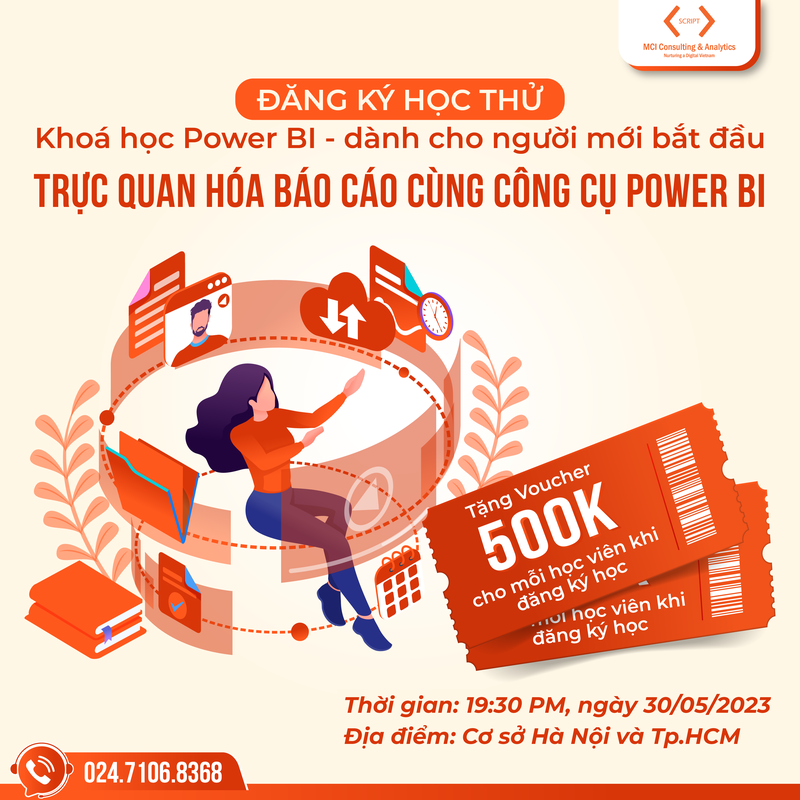 SCRIPT
MCI Consulting & Analytics
Nurturing a Digital Vietnam
ĐĂNG KÝ HỌC THỬ
Khoá học Power BI - dành cho người mới bắt đầu
TRỰC QUAN HÓA BÁO CÁO CÙNG CÔNG CỤ POWER BI
Tặng Voucher
500K
cho mỗi học viên khi
đăng ký học
mỗi học viên khi
đăng ký học
Thời gian: 19:30 PM, ngày 30/05/2023
Địa điểm: Cơ sở Hà Nội và Tp.HCM
024.7106.8368